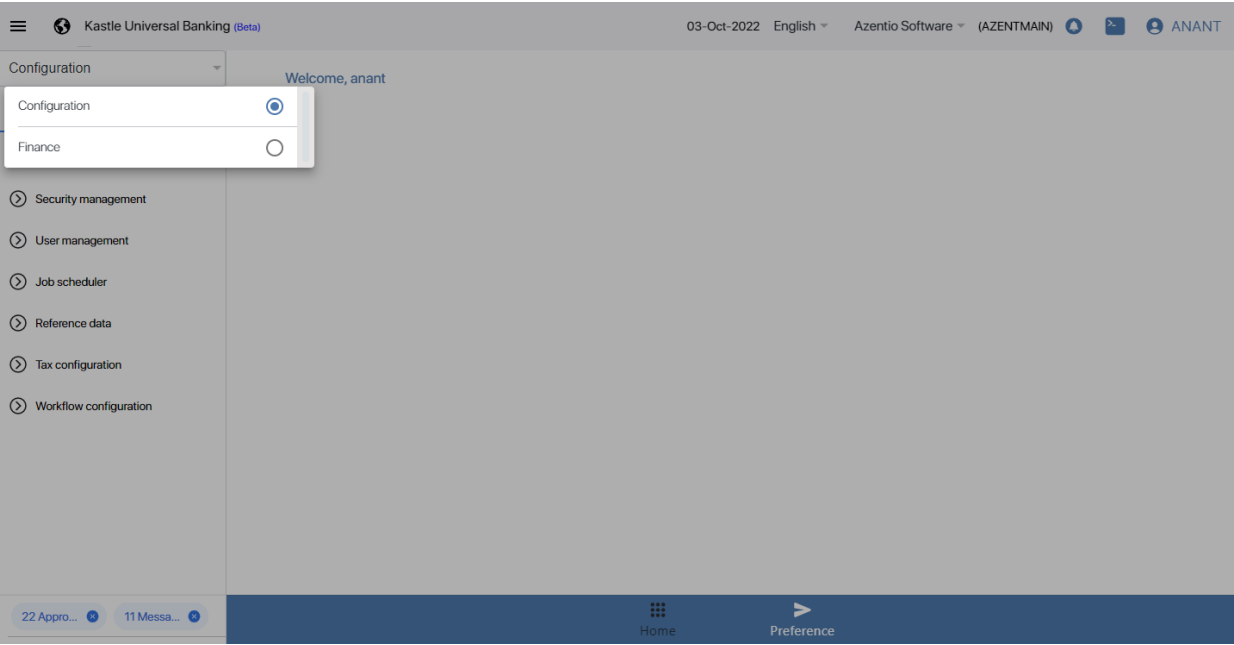 Kastle Universal Banking (Beta)
03-Oct-2022 English Azentio Software (AZENTMAIN) ANANT
Configuration
Welcome, anant
Configuration
Finance
Security management
User management
Job scheduler
Reference data
Tax configuration
Workflow configuration
22 Appro... 11 Messa...
Home Preference